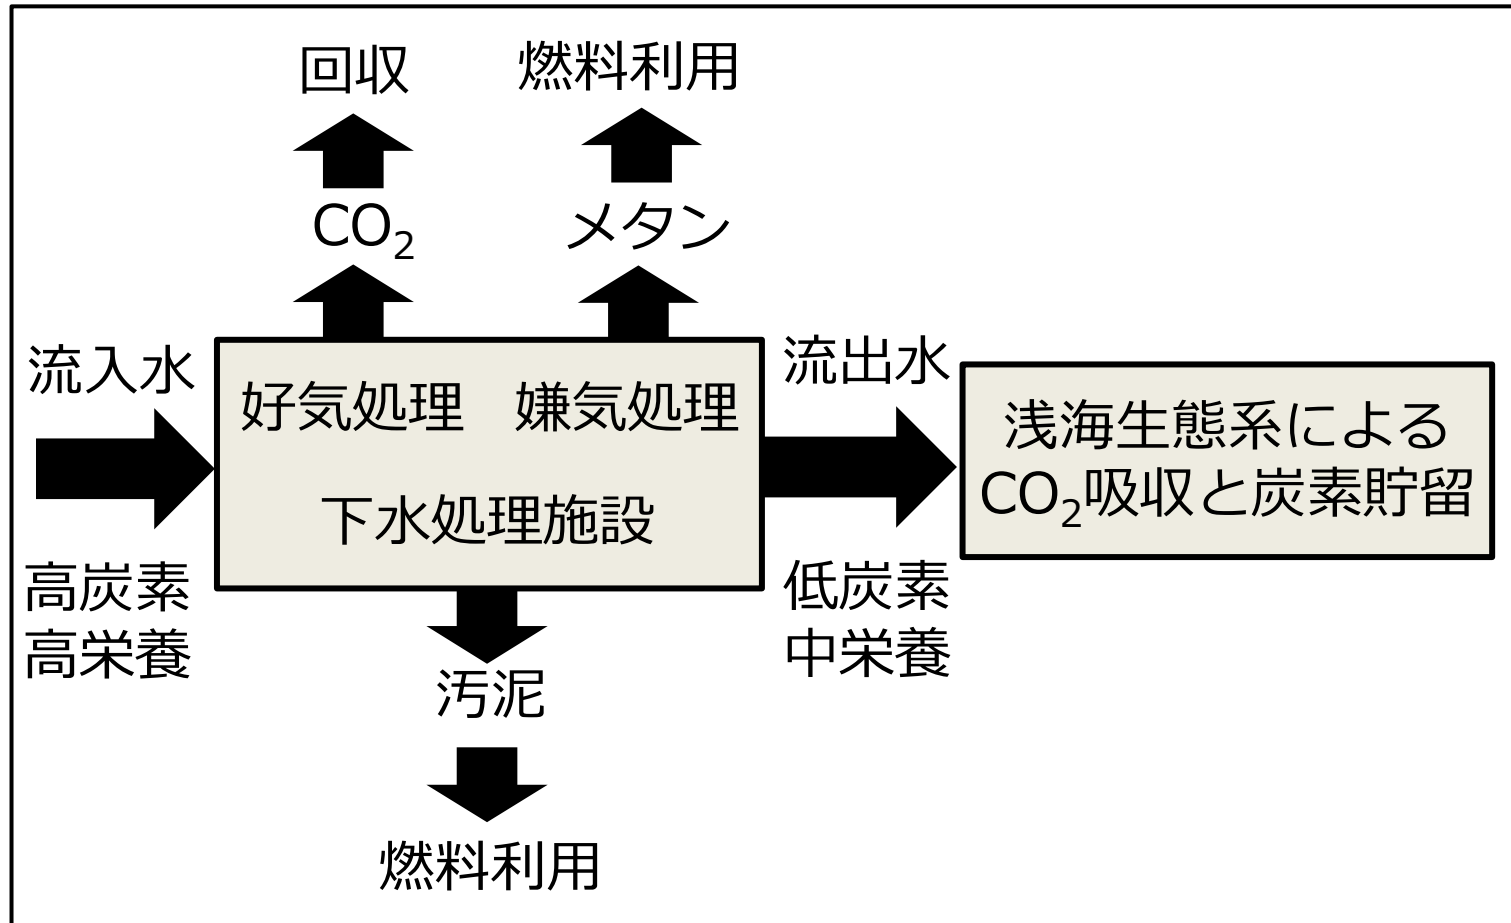 回収
燃料利用
CO₂
メタン
流入水
好気処理
嫌気処理
下水処理施設
高炭素
高栄養
流出水
低炭素
中栄養
浅海生態系による
CO₂吸収と炭素貯留
汚泥
燃料利用